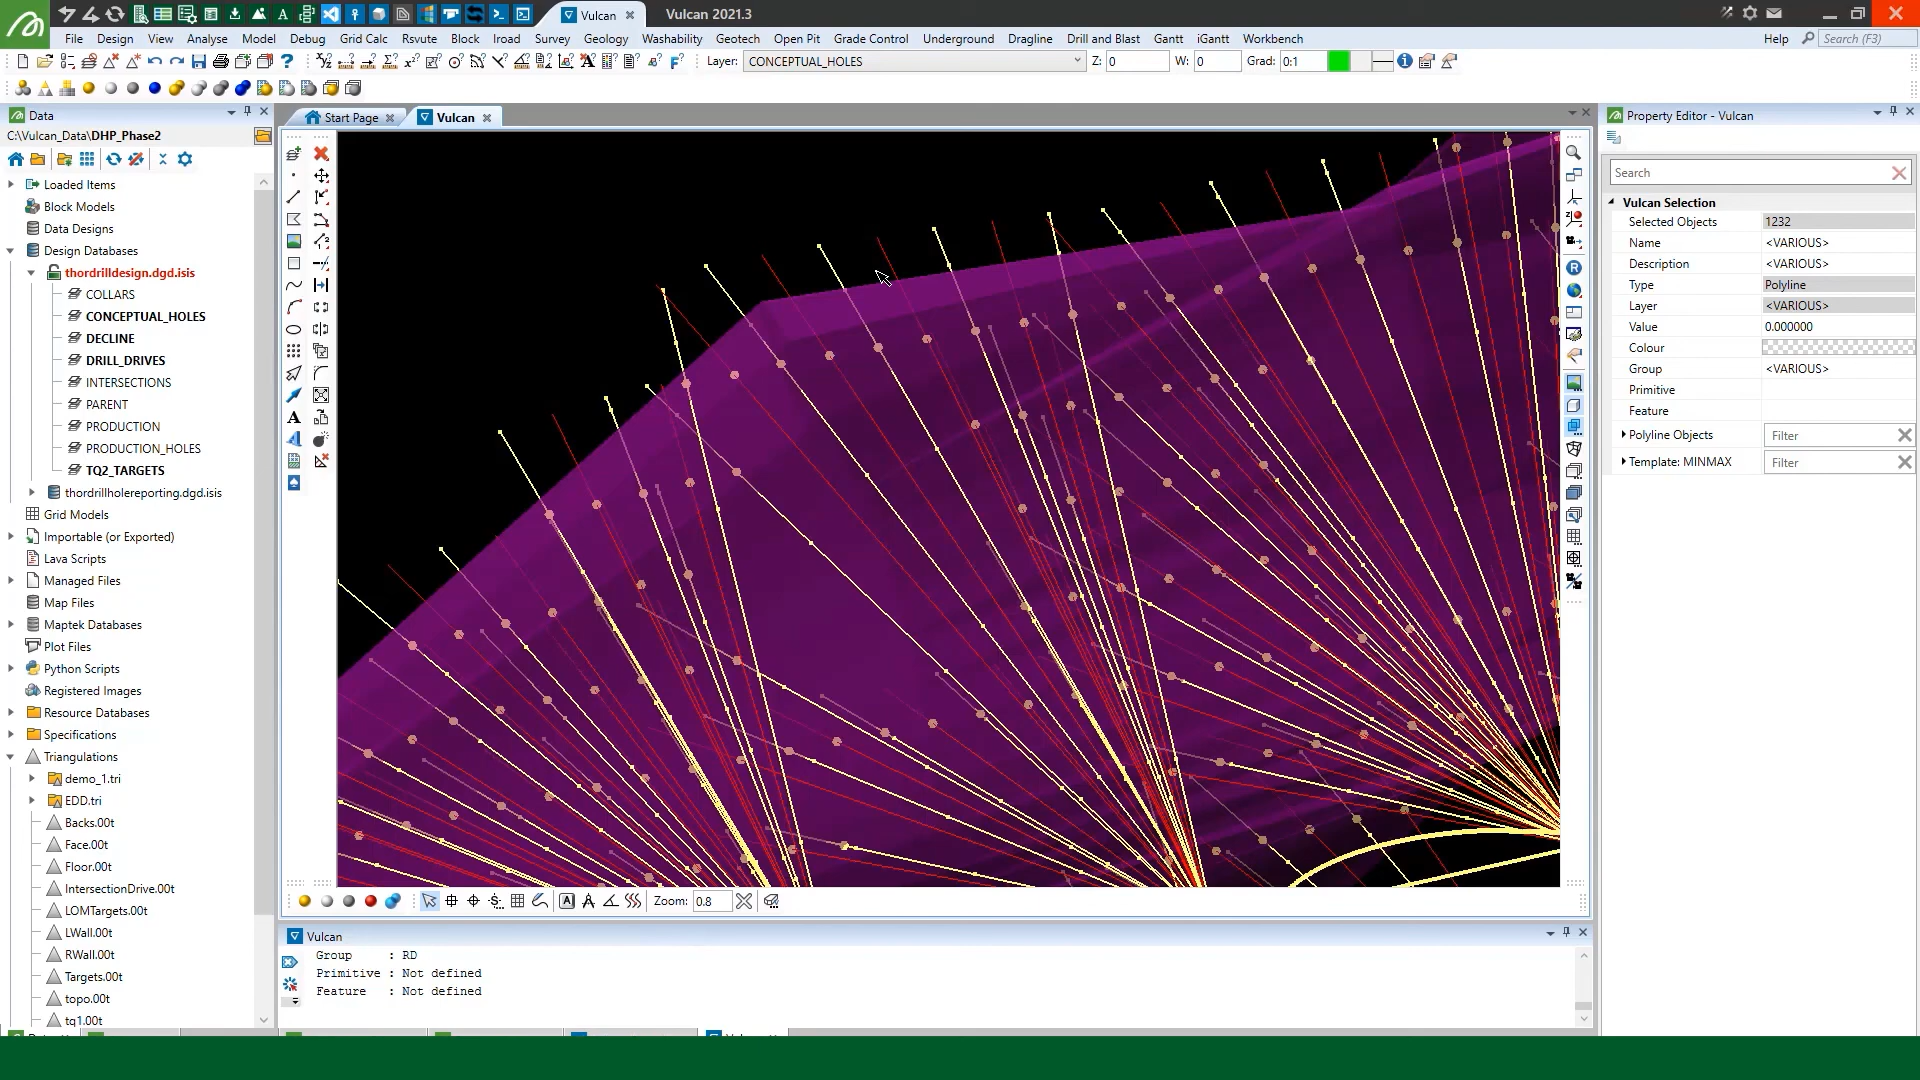 Vulcan
Vulcan 2021.3
File Design View Analyse Model Debug Grid Calc Rsvute Block Iroad Survey Geology Washability Geotech Open Pit Grade Control Underground Dragline Drill and Blast Gantt iGantt Workbench
Help Search (F3)
Layer: CONCEPTUAL_HOLES Z: 0 W: 0 Grad: 0:1
Data
C:\Vulcan_Data\DHP_Phase2
Loaded Items
Block Models
Data Designs
Design Databases
thordrilldesign.dgd.isis
COLLARS
CONCEPTUAL_HOLES
DECLINE
DRILL_DRIVES
INTERSECTIONS
PARENT
PRODUCTION
PRODUCTION_HOLES
TQ2_TARGETS
thordrillholereporting.dgd.isis
Grid Models
Importable (or Exported)
Lava Scripts
Managed Files
Map Files
Maptek Databases
Plot Files
Python Scripts
Registered Images
Resource Databases
Specifications
Triangulations
demo_1.tri
EDD.tri
Backs.00t
Face.00t
Floor.00t
IntersectionDrive.00t
LOMTargets.00t
LWall.00t
RWall.00t
Targets.00t
topo.00t
tq1.00t
Start Page
Vulcan
Zoom: 0.8
Vulcan
Group : RD
Primitive : Not defined
Feature : Not defined
Property Editor - Vulcan
Search
Vulcan Selection
Selected Objects 1232
Name <VARIOUS>
Description <VARIOUS>
Type Polyline
Layer <VARIOUS>
Value 0.000000
Colour
Group <VARIOUS>
Primitive
Feature
Polyline Objects Filter
Template: MINMAX Filter